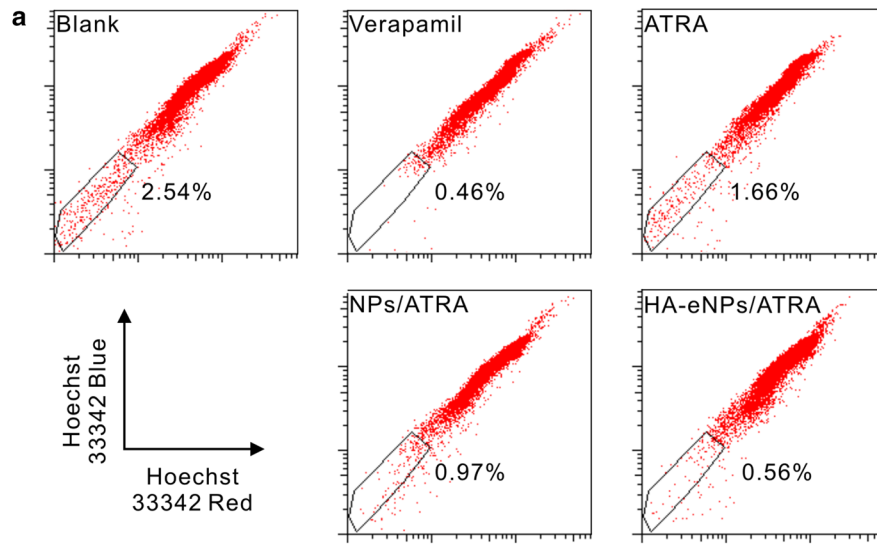 a
Blank
2.54%
Verapamil
0.46%
ATRA
1.66%
Hoechst
33342 Blue
Hoechst
33342 Red
NPs/ATRA
0.97%
HA-eNPs/ATRA
0.56%